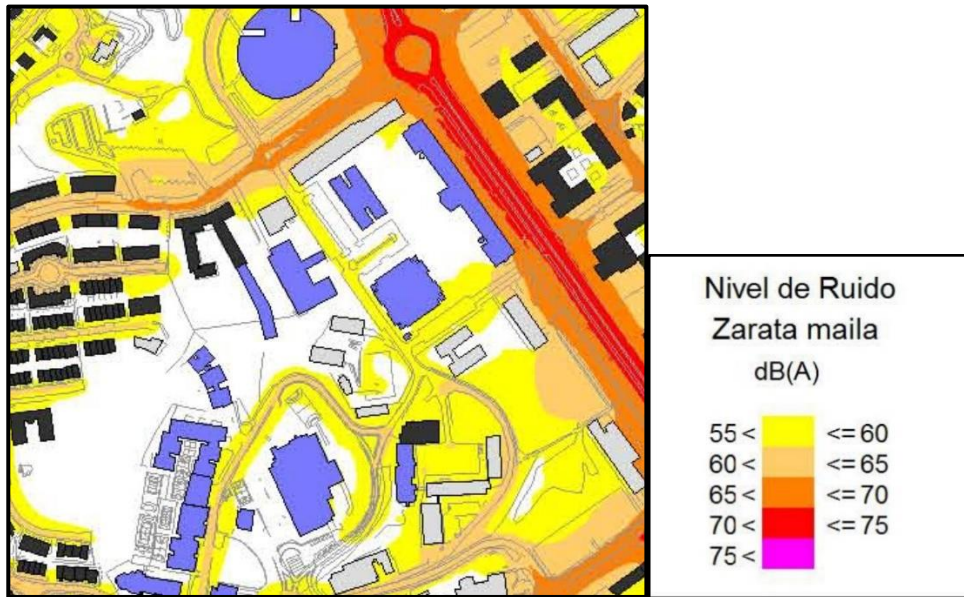 Nivel de Ruido
Zarata maila
dB(A)
55 < <= 60
60 < <= 65
65 < <= 70
70 < <= 75
75 <